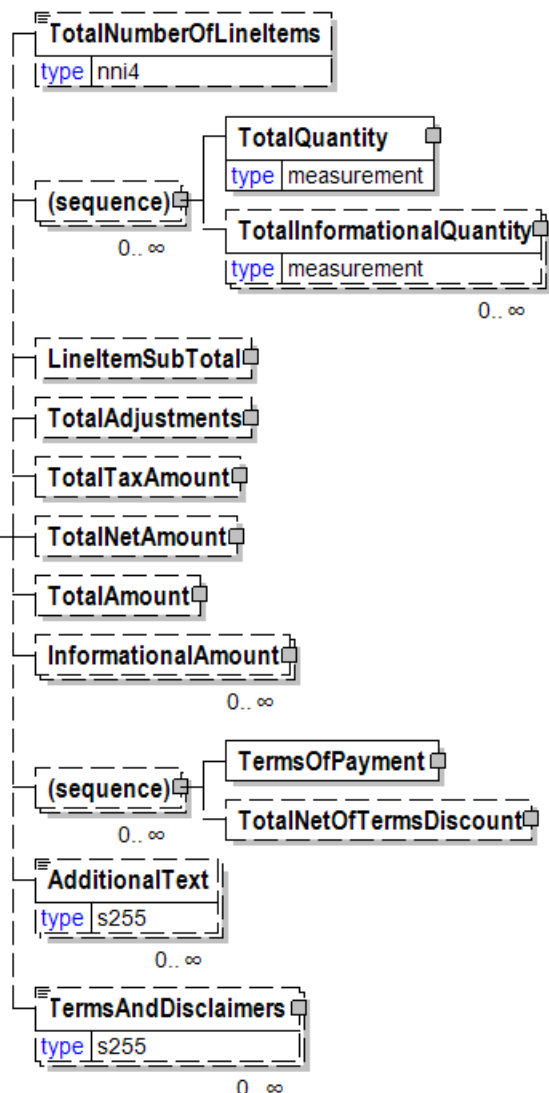 TotalNumberOfLineItems
type nni4
TotalQuantity
type measurement
(sequence)
0.. ∞
TotalInformationalQuantity
type measurement
0.. ∞
LineItemSubTotal
TotalAdjustments
TotalTaxAmount
TotalNetAmount
TotalAmount
InformationalAmount
0.. ∞
TermsOfPayment
(sequence)
0.. ∞
TotalNetOfTermsDiscount
AdditionalText
type s255
0.. ∞
TermsAndDisclaimers
type s255
0.. ∞